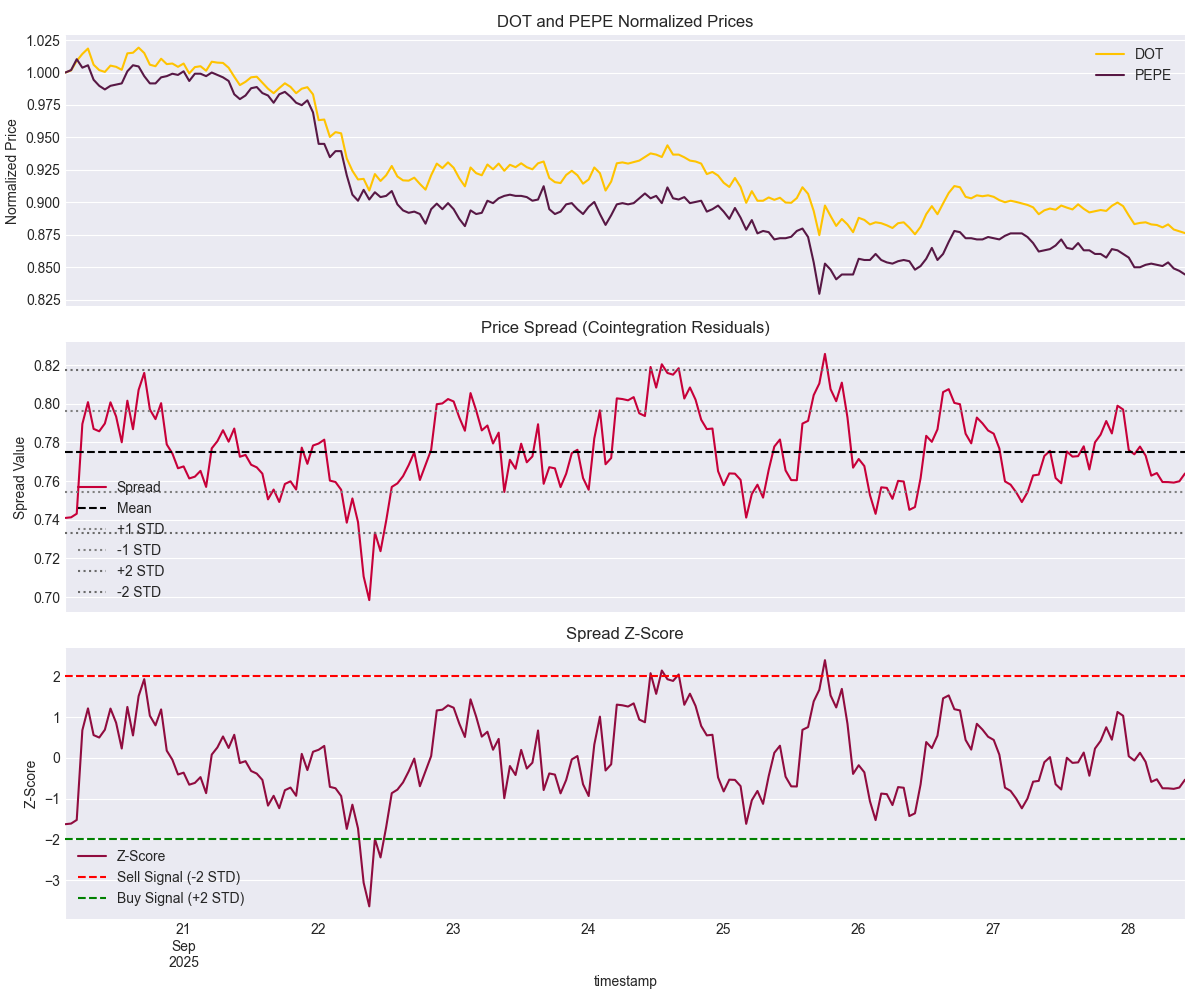 DOT and PEPE Normalized Prices
Normalized Price
1.025
1.000
0.975
0.950
0.925
0.900
0.875
0.850
0.825
DOT
PEPE
Price Spread (Cointegration Residuals)
Spread Value
0.82
0.80
0.78
0.76
0.74
0.72
0.70
Spread
Mean
+1 STD
-1 STD
+2 STD
-2 STD
Spread Z-Score
Z-Score
2
1
0
−1
−2
−3
Z-Score
Sell Signal (-2 STD)
Buy Signal (+2 STD)
21 22 23 24 25 26 27 28
Sep
2025
timestamp